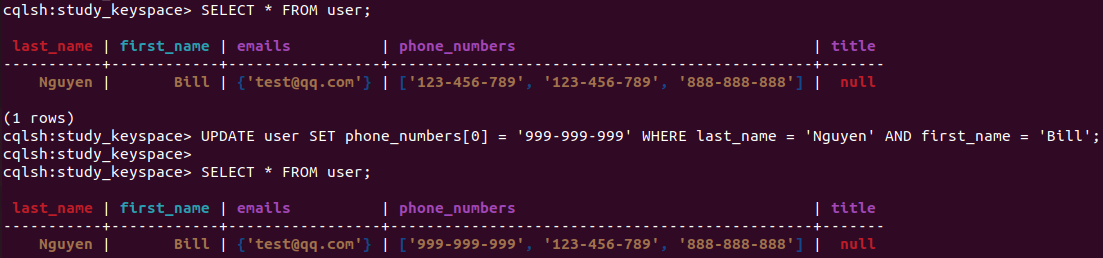 cqlsh:study_keyspace> SELECT * FROM user;
 last_name | first_name | emails          | phone_numbers                                 | title
-----------+------------+-----------------+-----------------------------------------------+-------
    Nguyen |       Bill | {'test@qq.com'} | ['123-456-789', '123-456-789', '888-888-888'] |  null
(1 rows)
cqlsh:study_keyspace> UPDATE user SET phone_numbers[0] = '999-999-999' WHERE last_name = 'Nguyen' AND first_name = 'Bill';
cqlsh:study_keyspace>
cqlsh:study_keyspace> SELECT * FROM user;
 last_name | first_name | emails          | phone_numbers                                 | title
-----------+------------+-----------------+-----------------------------------------------+-------
    Nguyen |       Bill | {'test@qq.com'} | ['999-999-999', '123-456-789', '888-888-888'] |  null